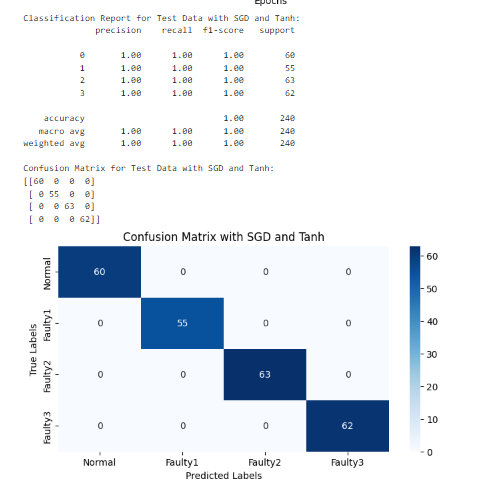 Epochs
Classification Report for Test Data with SGD and Tanh:
precision recall f1-score support
0 1.00 1.00 1.00 60
1 1.00 1.00 1.00 55
2 1.00 1.00 1.00 63
3 1.00 1.00 1.00 62
accuracy 1.00 240
macro avg 1.00 1.00 1.00 240
weighted avg 1.00 1.00 1.00 240
Confusion Matrix for Test Data with SGD and Tanh:
[[60 0 0 0]
[ 0 55 0 0]
[ 0 0 63 0]
[ 0 0 0 62]]
Confusion Matrix with SGD and Tanh
True Labels
Normal 60 0 0 0
Faulty1 0 55 0 0
Faulty2 0 0 63 0
Faulty3 0 0 0 62
Normal Faulty1 Faulty2 Faulty3
Predicted Labels
60
50
40
30
20
10
0